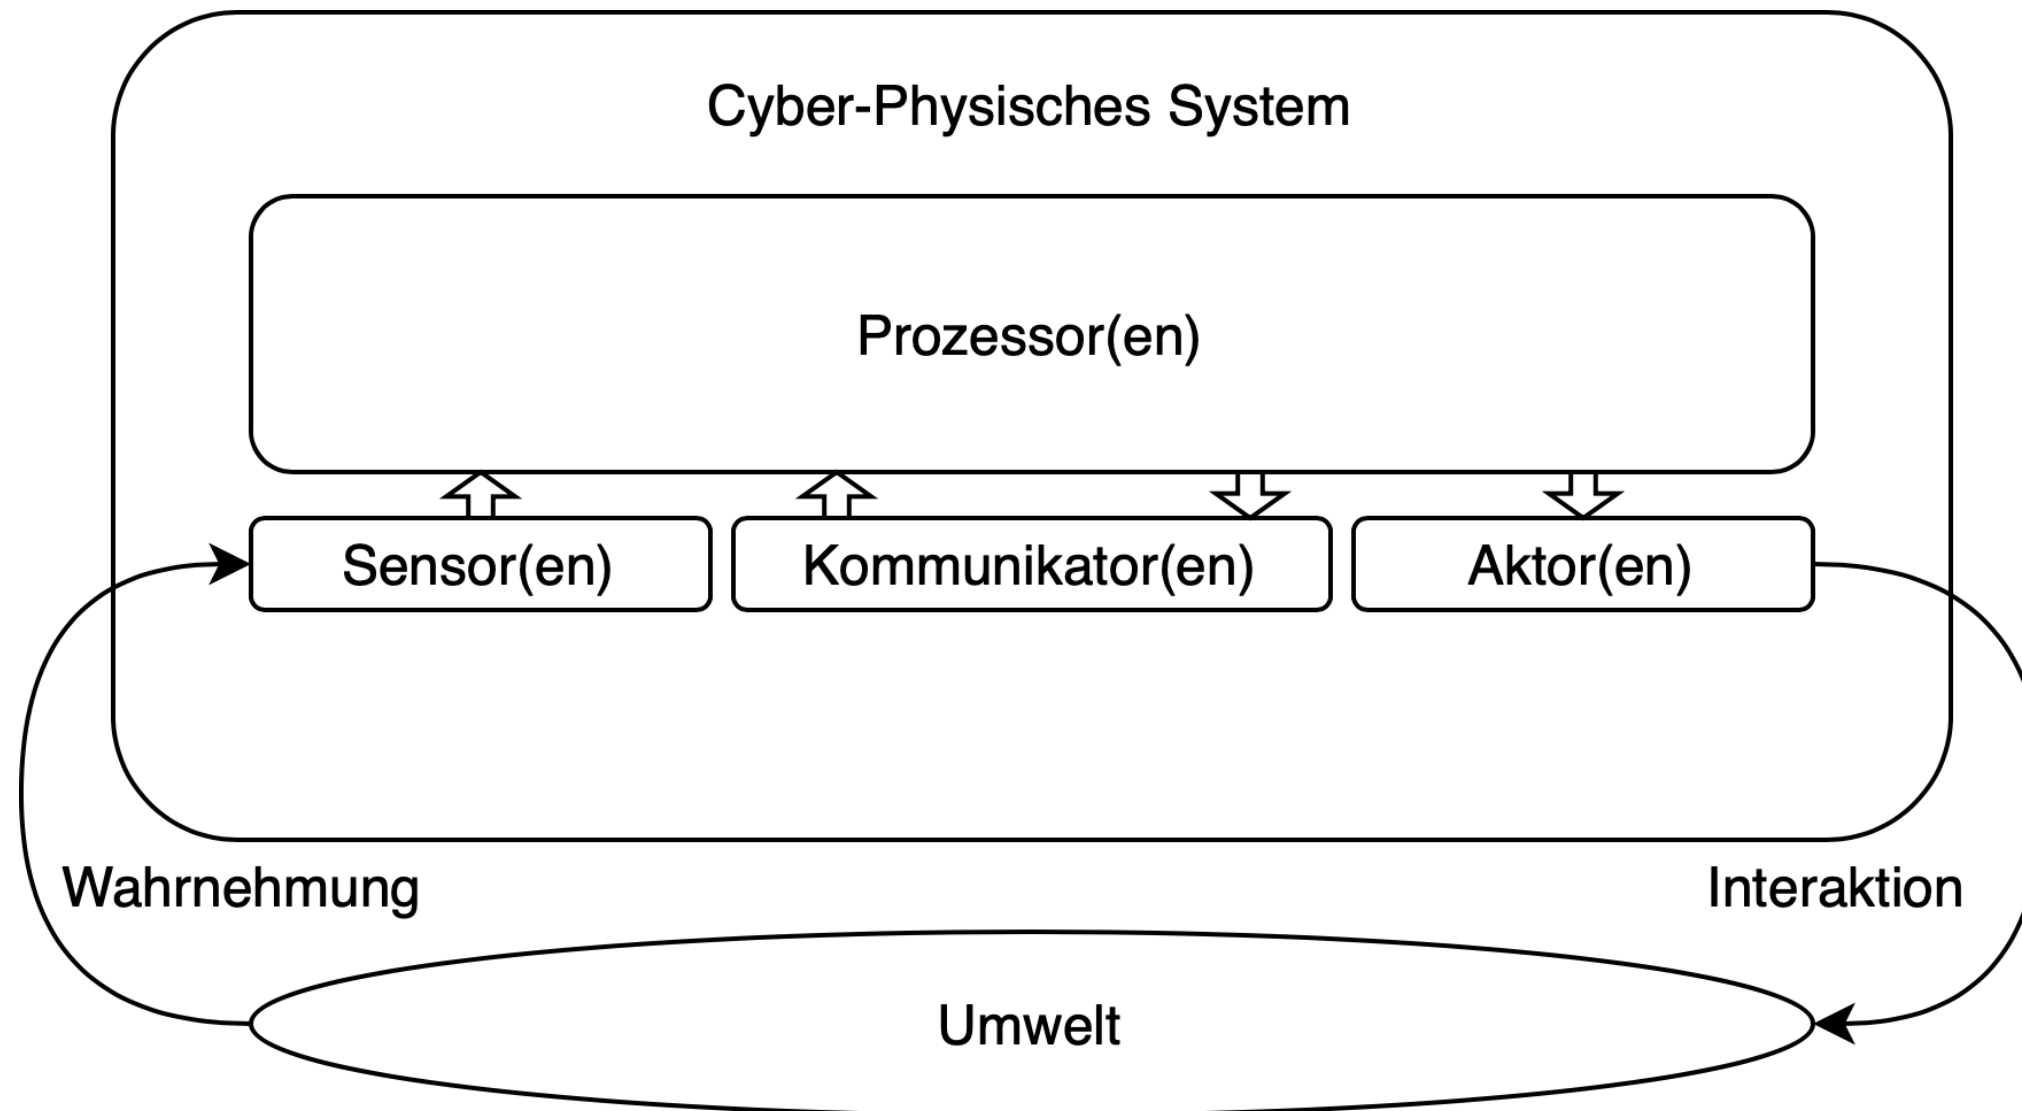 Cyber-Physisches System
Prozessor(en)
Sensor(en)
Kommunikator(en)
Aktor(en)
Wahrnehmung
Interaktion
Umwelt